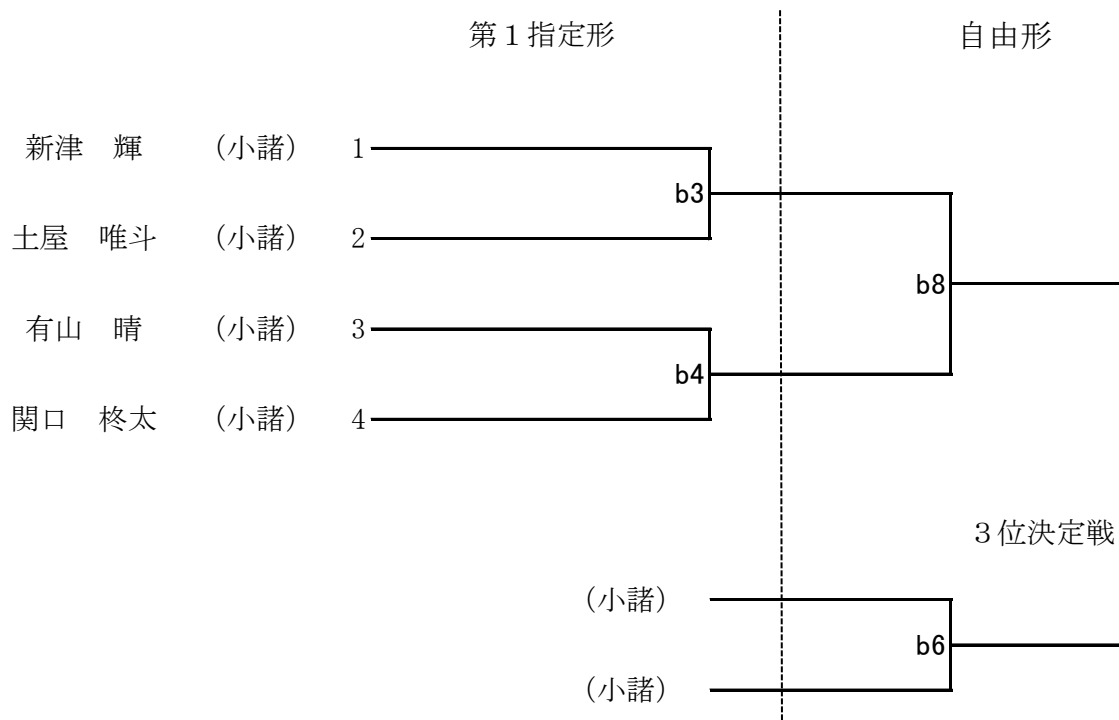 第１指定形 自由形
新津　輝　（小諸） 1
b3
土屋　唯斗　（小諸） 2
b8
有山　晴　（小諸） 3
b4
関口　柊太　（小諸） 4
３位決定戦
（小諸）
b6
（小諸）